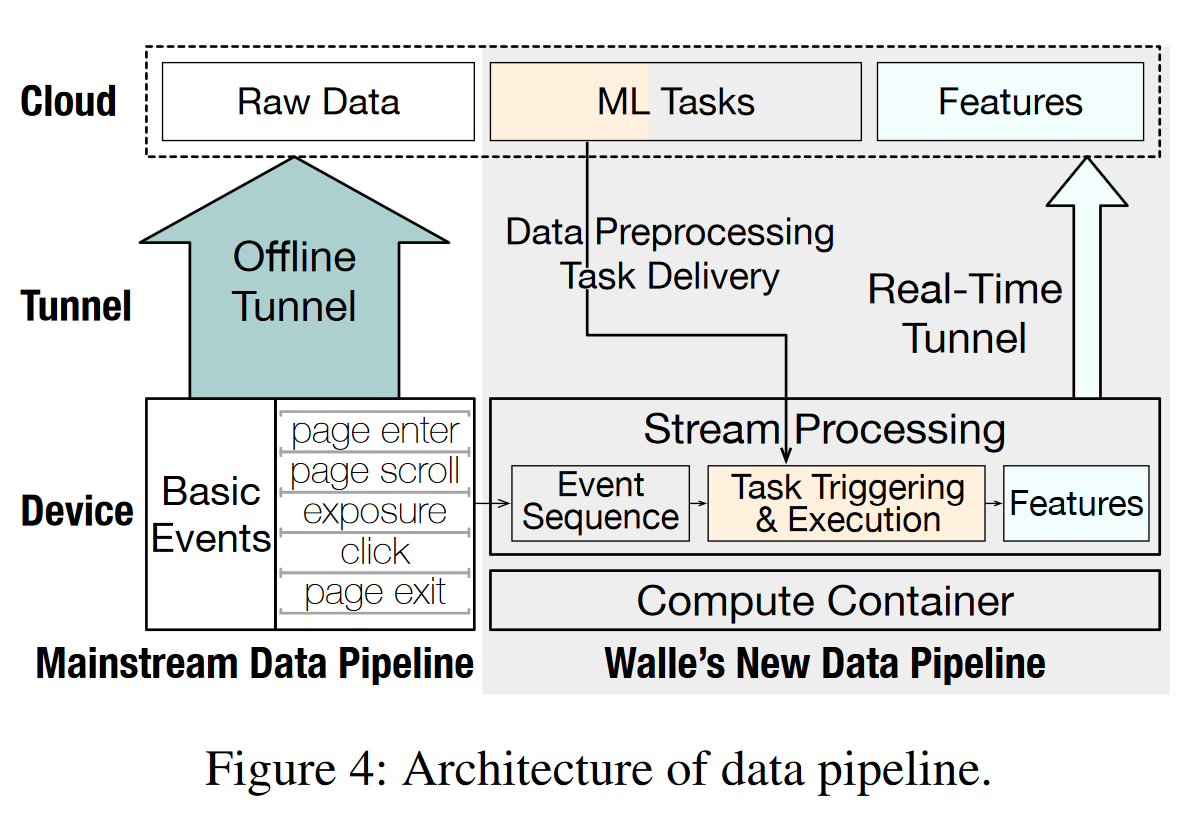 Cloud
Raw Data
ML Tasks
Features
Tunnel
Offline
Tunnel
Data Preprocessing
Task Delivery
Real-Time
Tunnel
Device
Basic
Events
page enter
page scroll
exposure
click
page exit
Stream Processing
Event
Sequence
Task Triggering
& Execution
Features
Compute Container
Mainstream Data Pipeline
Walle's New Data Pipeline
Figure 4: Architecture of data pipeline.